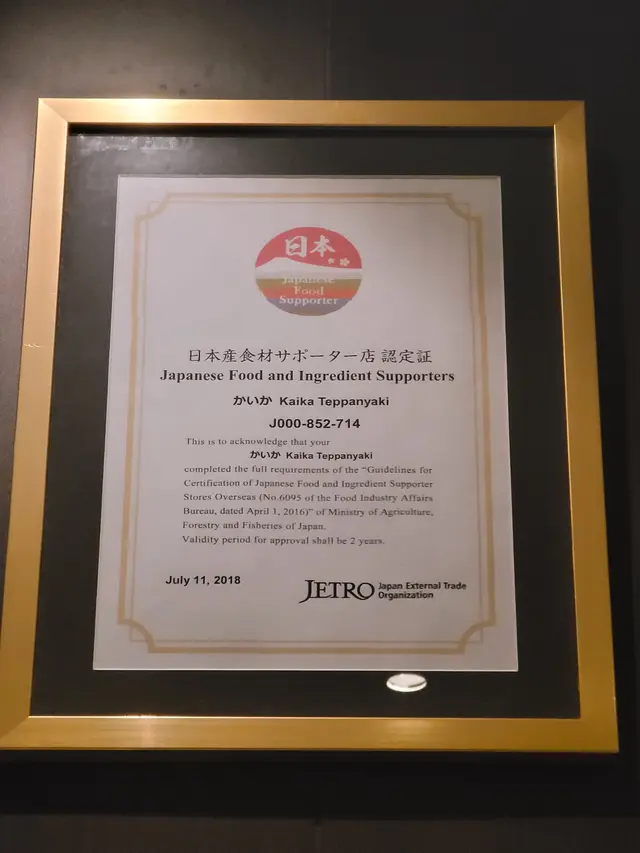 日本
Japanese
Food
Supporter
日本産食材サポーター店 認定証
Japanese Food and Ingredient Supporters
かいか Kaika Teppanyaki
J000-852-714
This is to acknowledge that your
かいか Kaika Teppanyaki
completed the full requirements of the “Guidelines for
Certification of Japanese Food and Ingredient Supporter
Stores Overseas (No.6095 of the Food Industry Affairs
Bureau, dated April 1, 2016)” of Ministry of Agriculture,
Forestry and Fisheries of Japan.
Validity period for approval shall be 2 years.
July 11, 2018
JETRO Japan External Trade
Organization